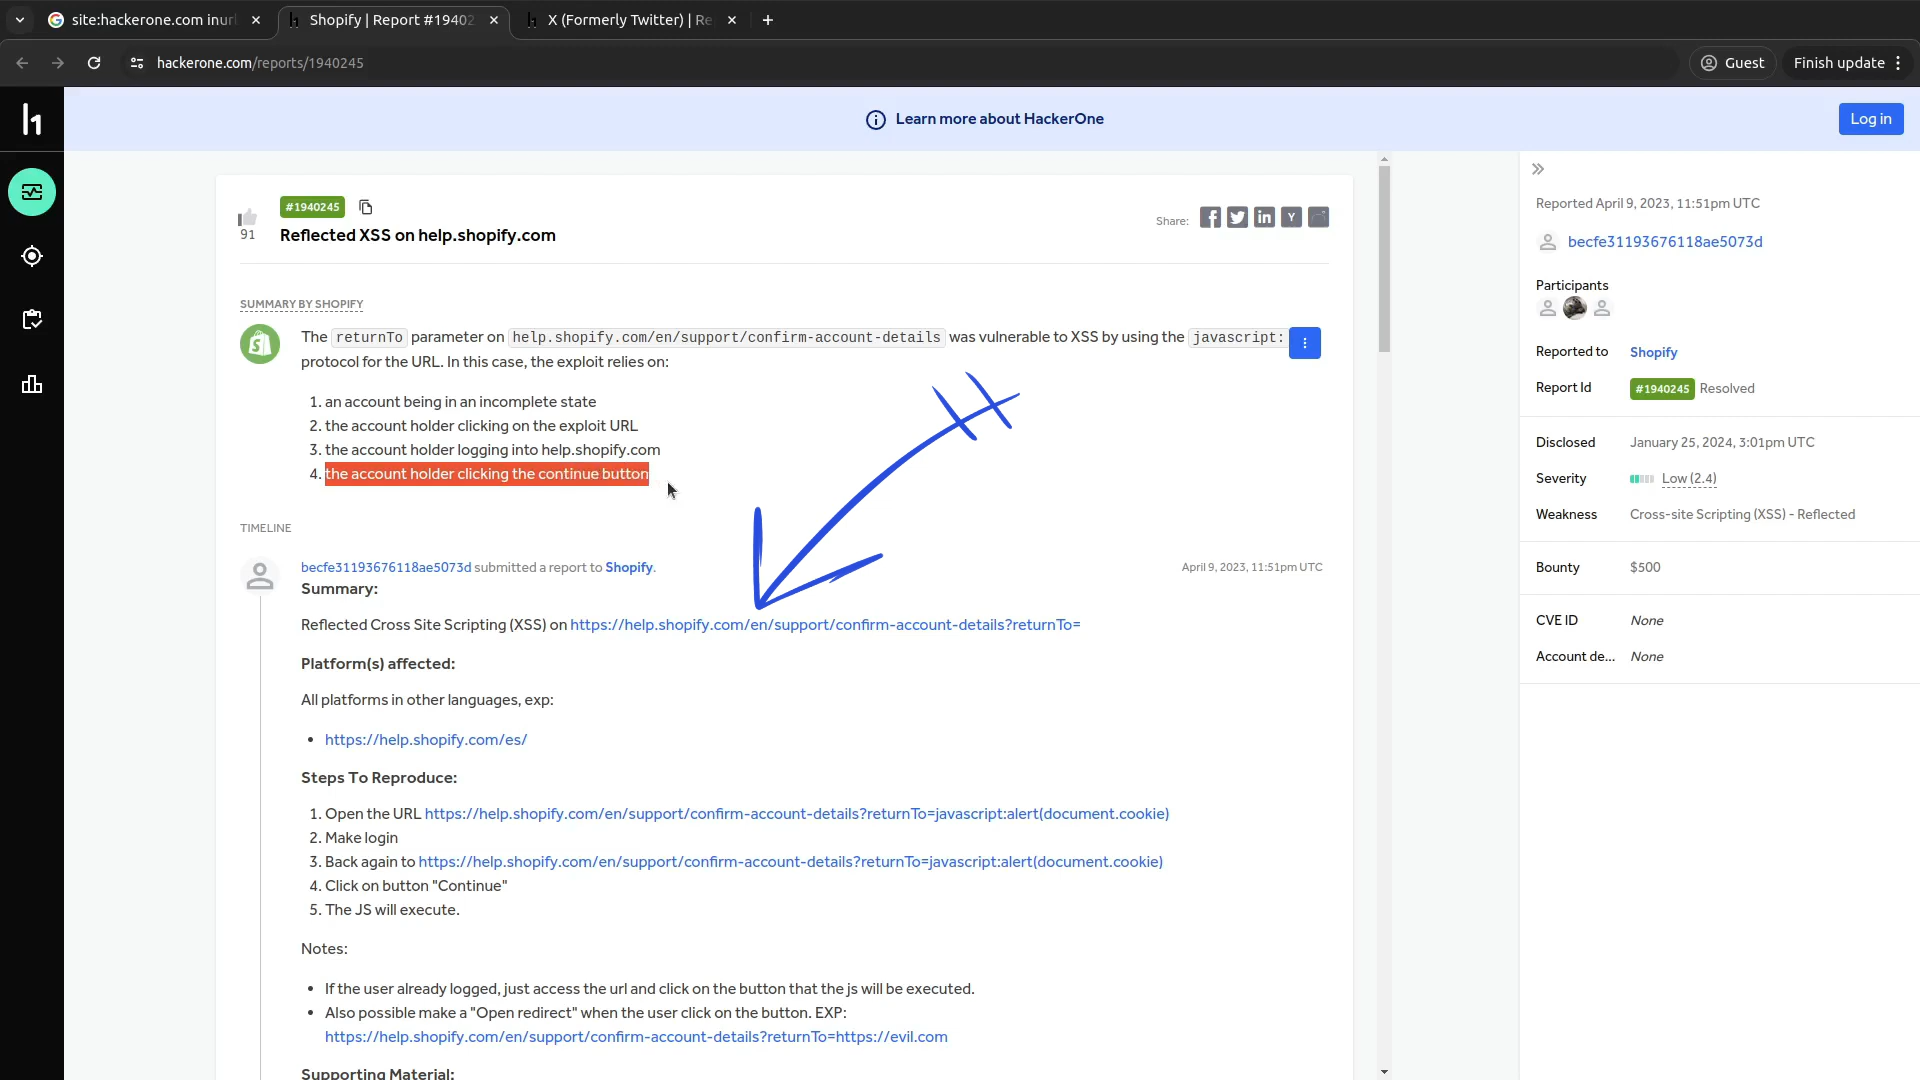 site:hackerone.com inurl
Shopify | Report #19402
X (Formerly Twitter) | Re
hackerone.com/reports/1940245
Guest
Finish update
Learn more about HackerOne
Log in
#1940245
91
Reflected XSS on help.shopify.com
Share:
SUMMARY BY SHOPIFY
The returnTo parameter on help.shopify.com/en/support/confirm-account-details was vulnerable to XSS by using the javascript:
protocol for the URL. In this case, the exploit relies on:
1. an account being in an incomplete state
2. the account holder clicking on the exploit URL
3. the account holder logging into help.shopify.com
4. the account holder clicking the continue button
TIMELINE
becfe31193676118ae5073d submitted a report to Shopify.
April 9, 2023, 11:51pm UTC
Summary:
Reflected Cross Site Scripting (XSS) on https://help.shopify.com/en/support/confirm-account-details?returnTo=
Platform(s) affected:
All platforms in other languages, exp:
• https://help.shopify.com/es/
Steps To Reproduce:
1. Open the URL https://help.shopify.com/en/support/confirm-account-details?returnTo=javascript:alert(document.cookie)
2. Make login
3. Back again to https://help.shopify.com/en/support/confirm-account-details?returnTo=javascript:alert(document.cookie)
4. Click on button "Continue"
5. The JS will execute.
Notes:
• If the user already logged, just access the url and click on the button that the js will be executed.
• Also possible make a "Open redirect" when the user click on the button. EXP:
https://help.shopify.com/en/support/confirm-account-details?returnTo=https://evil.com
Supporting Material:
Reported April 9, 2023, 11:51pm UTC
becfe31193676118ae5073d
Participants
Reported to Shopify
Report Id #1940245 Resolved
Disclosed January 25, 2024, 3:01pm UTC
Severity Low (2.4)
Weakness Cross-site Scripting (XSS) - Reflected
Bounty $500
CVE ID None
Account de... None